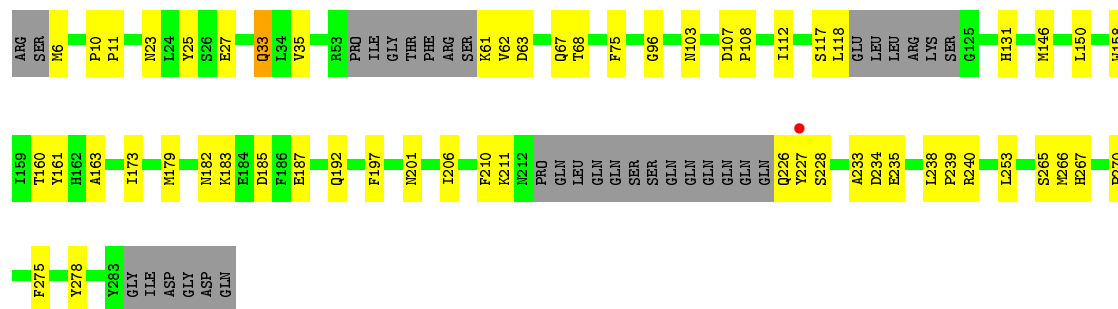 ARG SER M6 P10 P11 N23 L24 Y25 S26 E27 Q33 L34 V35 R53 PRO ILE GLY THR PHE ARG SER K61 V62 D63 Q67 T68 F75 G96 N103 D107 P108 I112 S117 L118 GLU LEU LEU ARG LYS SER G125 H131 M146 L150 W158
I159 T160 Y161 H162 A163 I173 M179 N182 K183 E184 D185 F186 E187 Q192 F197 N201 I206 F210 K211 N212 PRO GLN LEU GLN GLN SER SER GLN GLN GLN GLN GLN GLN Q226 Y227 S228 A233 D234 E235 L238 P239 R240 L253 S265 M266 H267
F275 Y278 Y283 GLY ILE ASP GLY ASP GLN